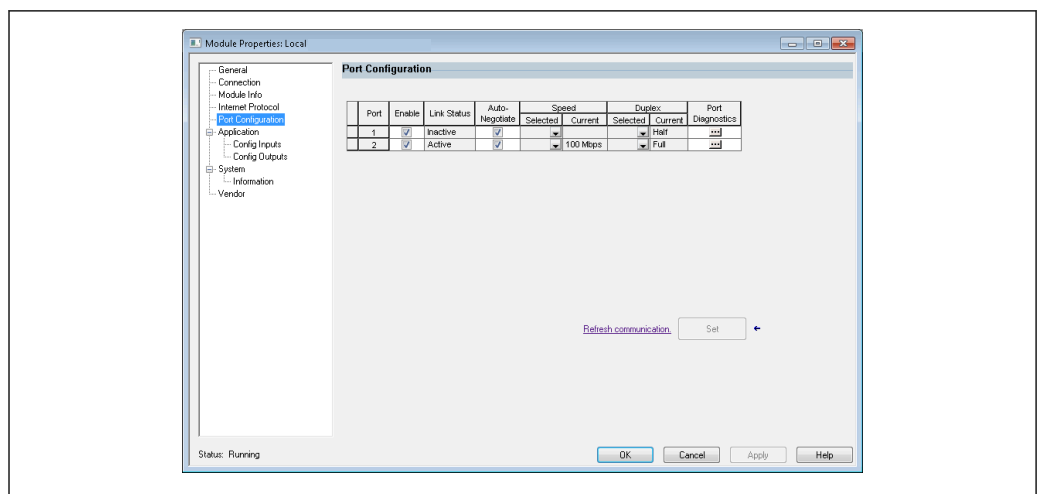 Module Properties: Local
General
Connection
Module Info
Internet Protocol
Port Configuration
Application
Config Inputs
Config Outputs
System
Information
Vendor
Port Configuration
Port Enable Link Status Auto-Negotiate Speed Duplex Port Diagnostics
Selected Current Selected Current
1 Inactive Half ...
2 Active 100 Mbps Full ...
Refresh communication. Set
Status: Running OK Cancel Apply Help